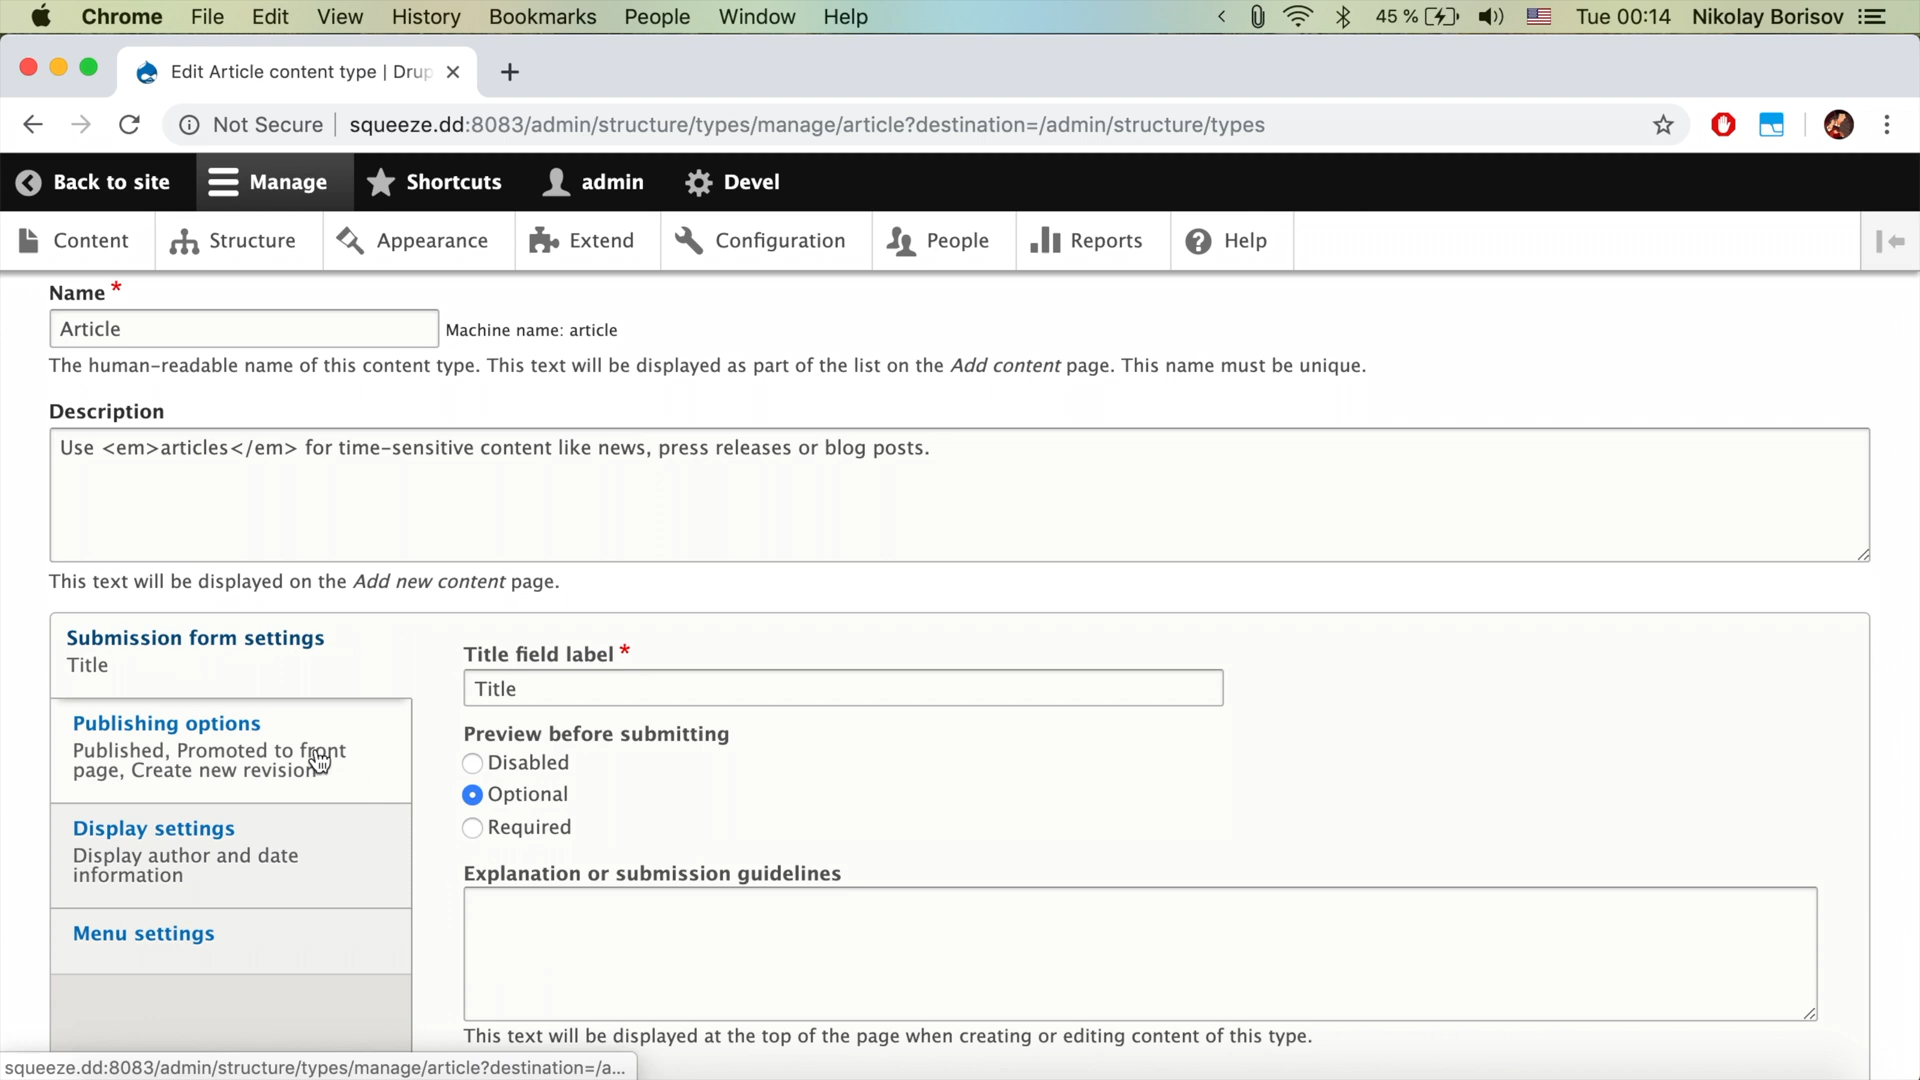 Chrome File Edit View History Bookmarks People Window Help 45 % Tue 00:14 Nikolay Borisov
Edit Article content type | Drup
Not Secure squeeze.dd:8083/admin/structure/types/manage/article?destination=/admin/structure/types
Back to site Manage Shortcuts admin Devel
Content Structure Appearance Extend Configuration People Reports Help
Name *
Article Machine name: article
The human-readable name of this content type. This text will be displayed as part of the list on the Add content page. This name must be unique.
Description
Use <em>articles</em> for time-sensitive content like news, press releases or blog posts.
This text will be displayed on the Add new content page.
Submission form settings
Title
Publishing options
Published, Promoted to front
page, Create new revision
Display settings
Display author and date
information
Menu settings
Title field label *
Title
Preview before submitting
Disabled
Optional
Required
Explanation or submission guidelines
This text will be displayed at the top of the page when creating or editing content of this type.
squeeze.dd:8083/admin/structure/types/manage/article?destination=/a...